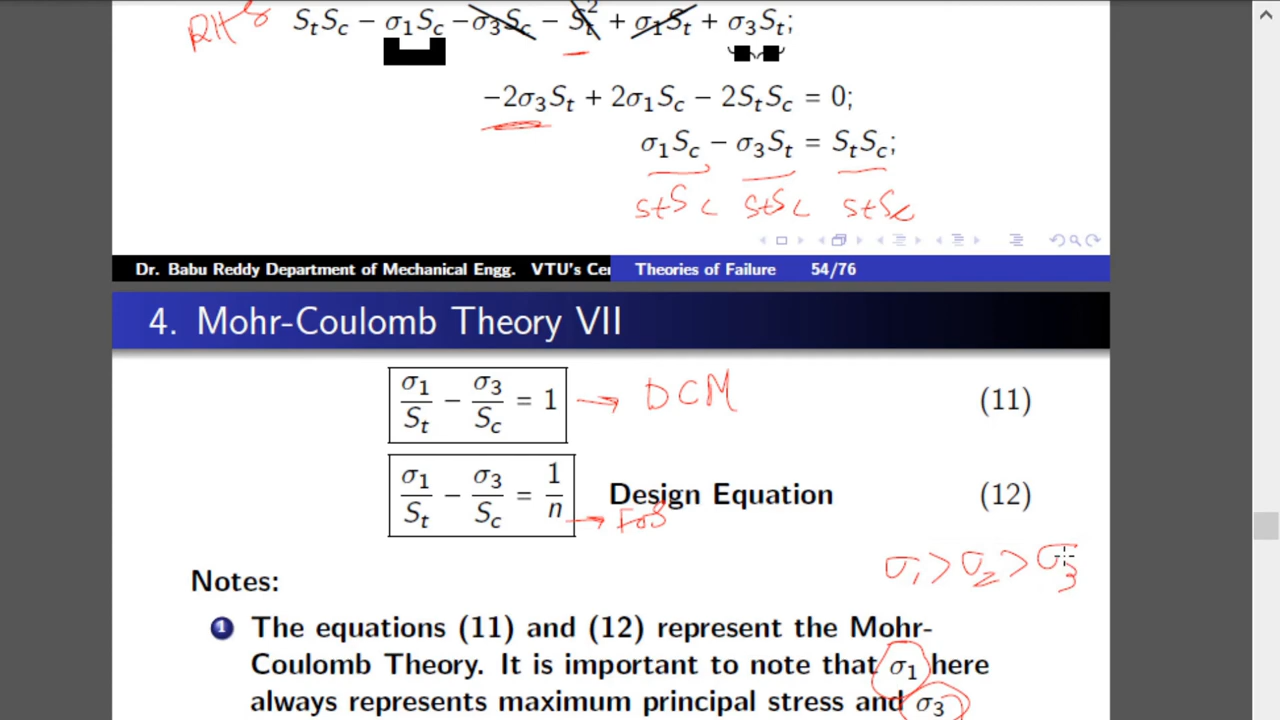 RHS StSc − σ1Sc − σ3Sc − St² + σ1St + σ3St;
−2σ3St + 2σ1Sc − 2StSc = 0;
σ1Sc − σ3St = StSc;
StSc StSc StSc
Dr. Babu Reddy Department of Mechanical Engg. VTU's Cen Theories of Failure 54/76
4. Mohr-Coulomb Theory VII
σ1/St − σ3/Sc = 1 → DCM (11)
σ1/St − σ3/Sc = 1/n Design Equation (12)
→ FoS
σ1 > σ2 > σ3
Notes:
1 The equations (11) and (12) represent the Mohr-
Coulomb Theory. It is important to note that σ1 here
always represents maximum principal stress and σ3